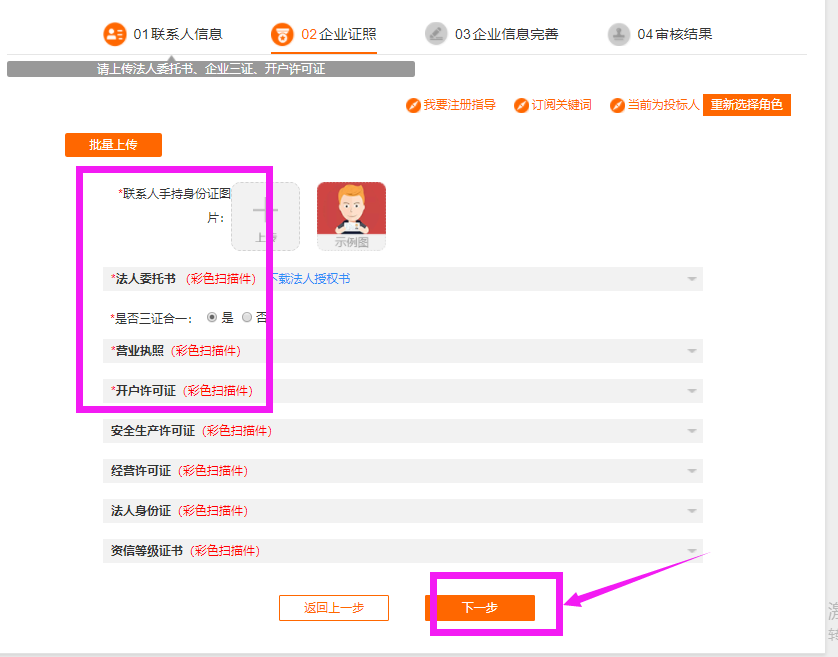 01联系人信息 02企业证照 03企业信息完善 04审核结果
请上传法人委托书、企业三证、开户许可证
我要注册指导 订阅关键词 当前为投标人 重新选择角色
批量上传
*联系人手持身份证图
片：
上传 示例图
*法人委托书 (彩色扫描件) 下载法人授权书
*是否三证合一： 是 否
*营业执照 (彩色扫描件)
*开户许可证 (彩色扫描件)
安全生产许可证 (彩色扫描件)
经营许可证 (彩色扫描件)
法人身份证 (彩色扫描件)
资信等级证书 (彩色扫描件)
返回上一步 下一步